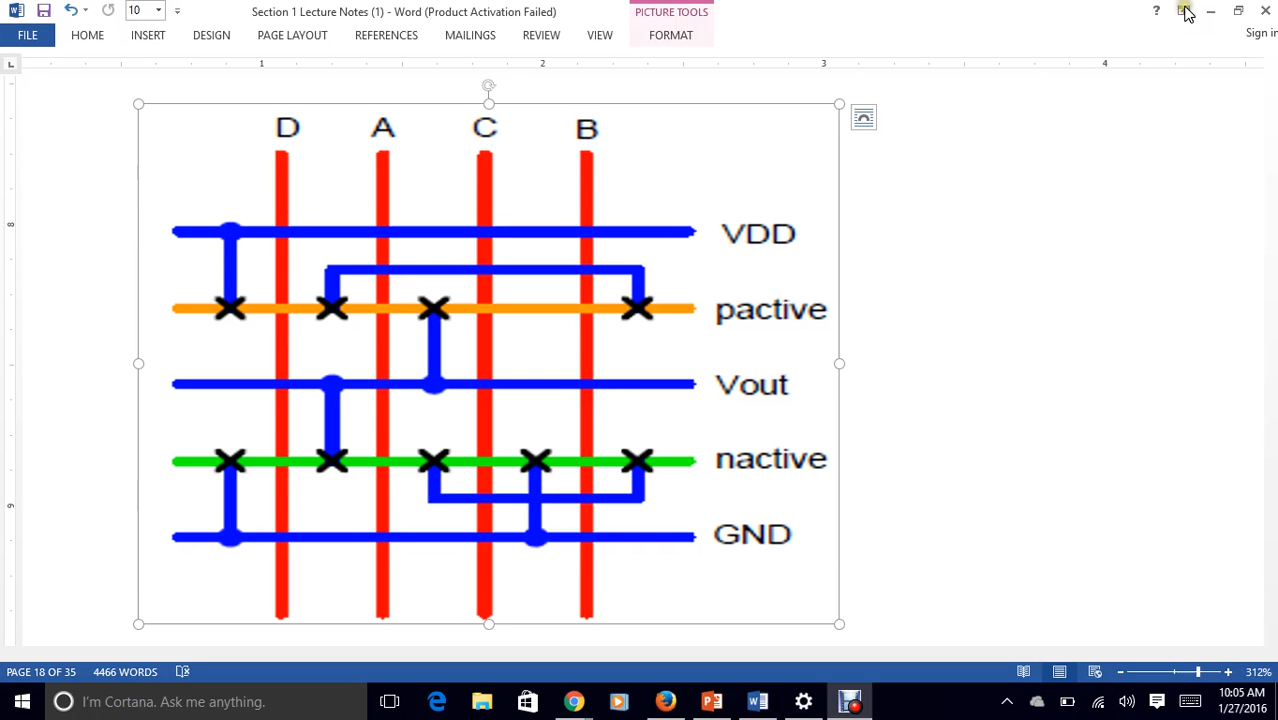 10
Section 1 Lecture Notes (1) - Word (Product Activation Failed)
PICTURE TOOLS
?
FILE HOME INSERT DESIGN PAGE LAYOUT REFERENCES MAILINGS REVIEW VIEW FORMAT
Sign in
1 2 3 4
D A C B
VDD
8
pactive
Vout
nactive
9
GND
PAGE 18 OF 35 4466 WORDS 312%
I'm Cortana. Ask me anything.
10:05 AM
1/27/2016